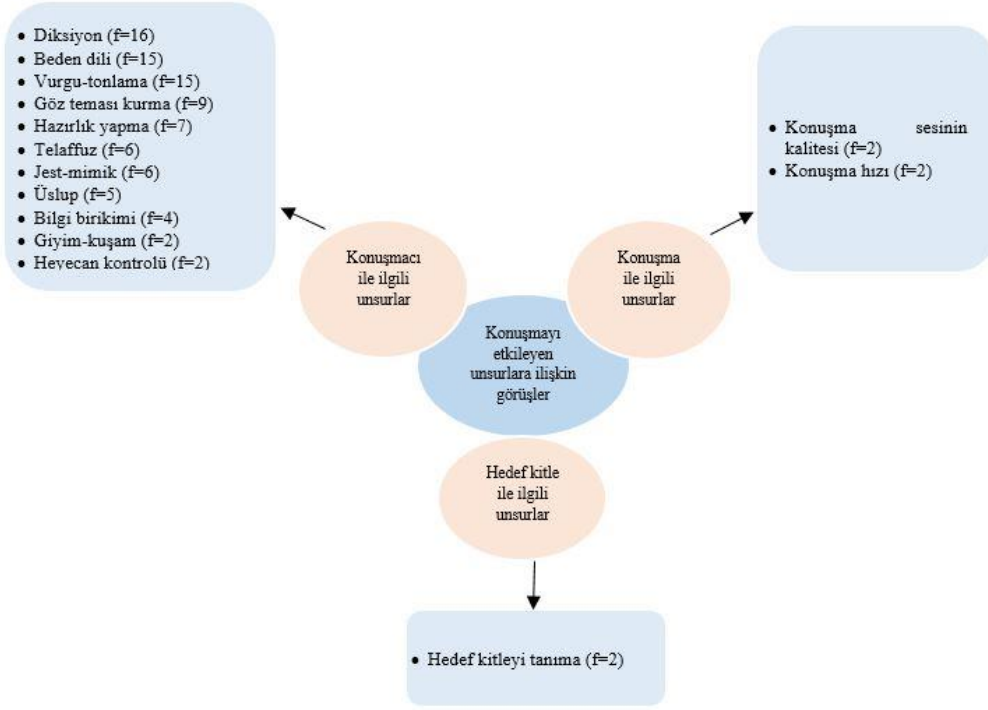 • Diksiyon (f=16)
• Beden dili (f=15)
• Vurgu-tonlama (f=15)
• Göz teması kurma (f=9)
• Hazırlık yapma (f=7)
• Telaffuz (f=6)
• Jest-mimik (f=6)
• Üslup (f=5)
• Bilgi birikimi (f=4)
• Giyim-kuşam (f=2)
• Heyecan kontrolü (f=2)
• Konuşma sesinin
kalitesi (f=2)
• Konuşma hızı (f=2)
Konuşmacı
ile ilgili
unsurlar
Konuşma
ile ilgili
unsurlar
Konuşmayı
etkileyen
unsurlara ilişkin
görüşler
Hedef kitle
ile ilgili
unsurlar
• Hedef kitleyi tanıma (f=2)